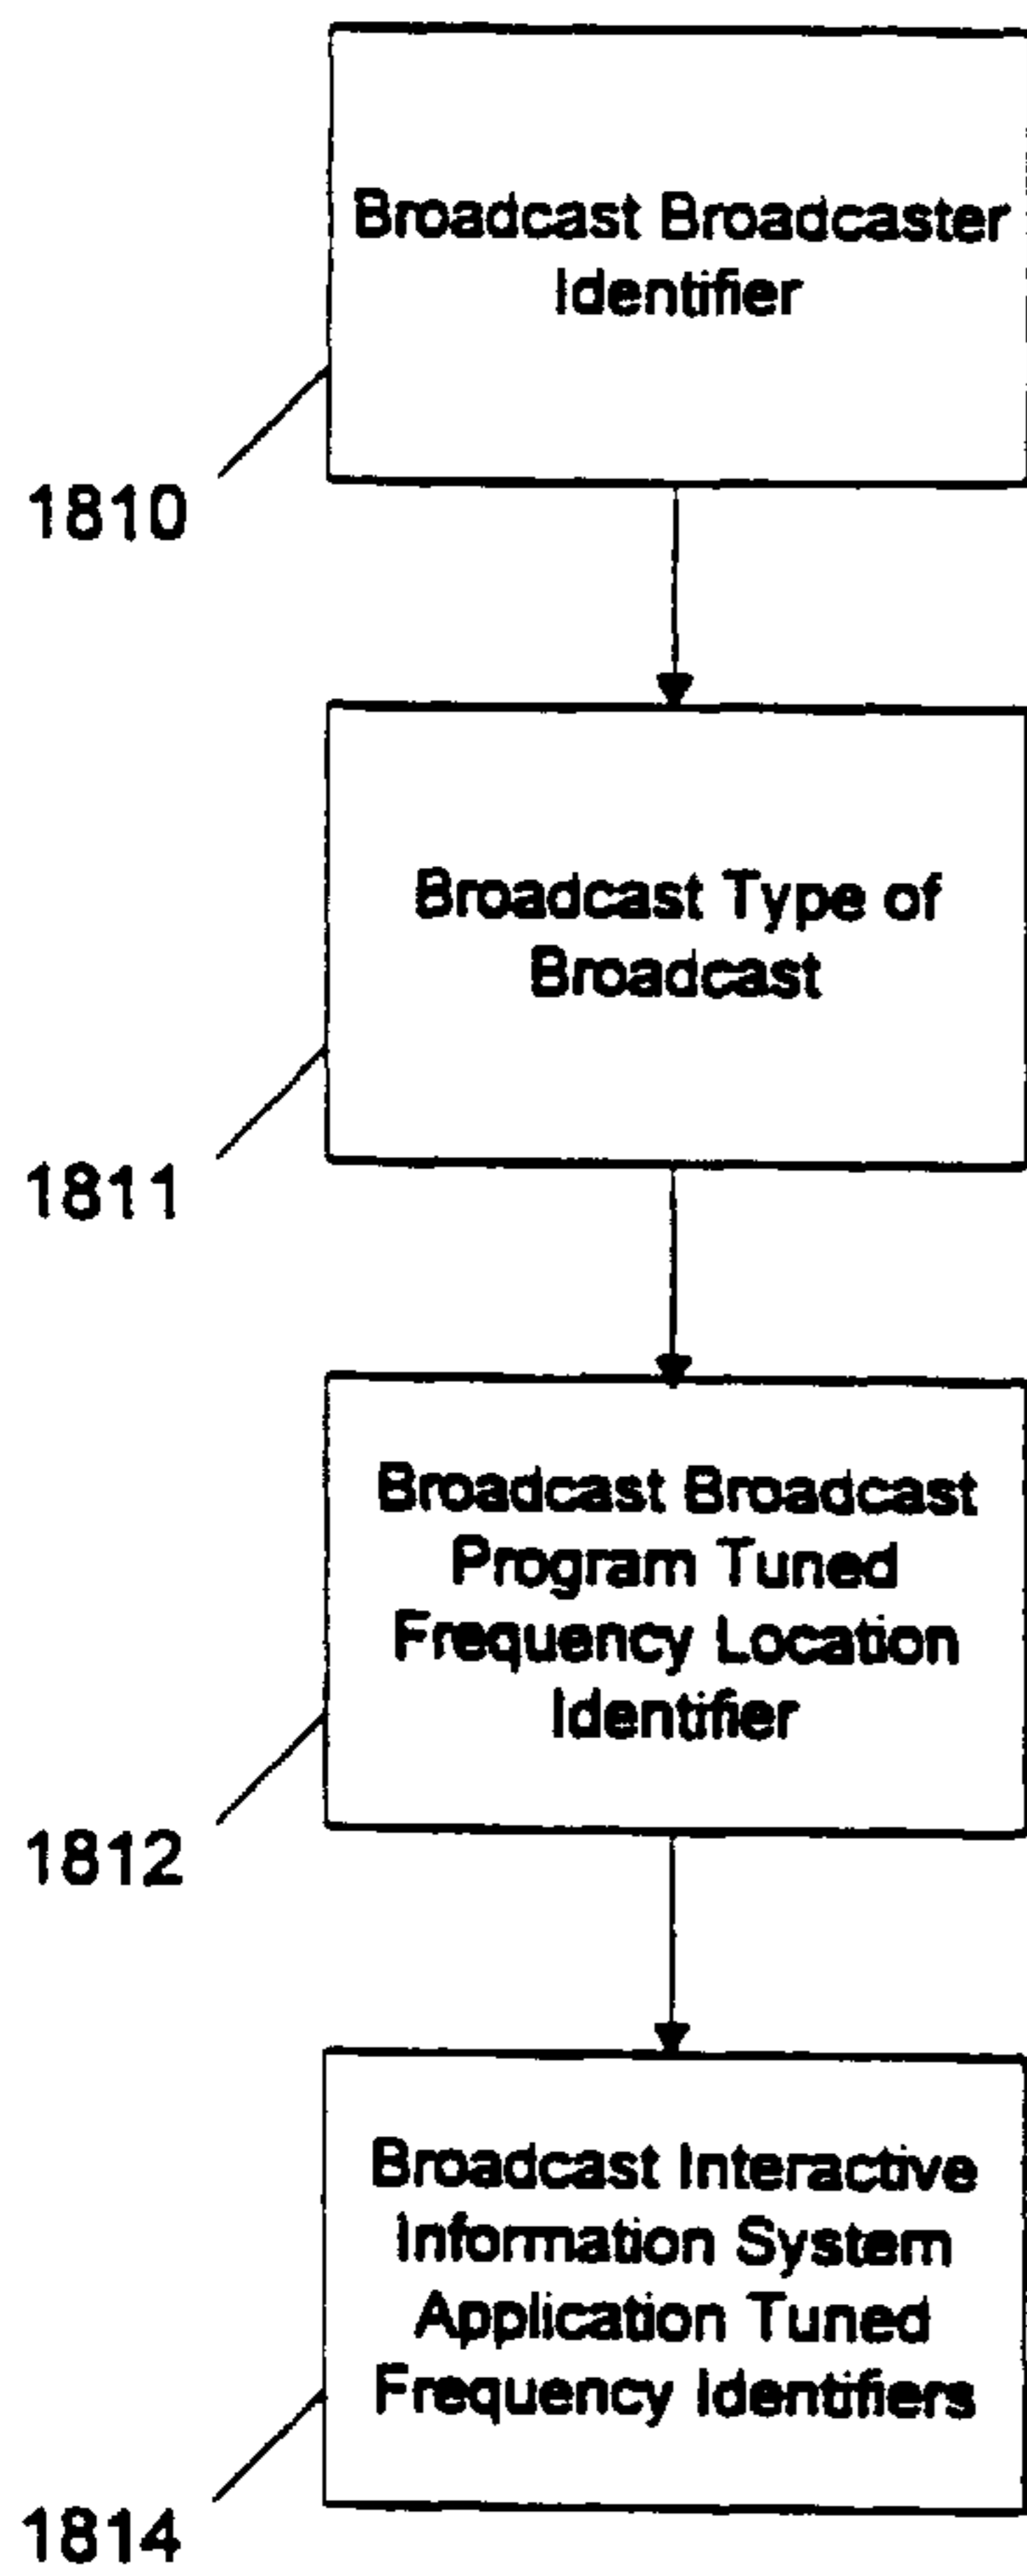 Broadcast Broadcaster
Identifier
1810
Broadcast Type of
Broadcast
1811
Broadcast Broadcast
Program Tuned
Frequency Location
Identifier
1812
Broadcast Interactive
Information System
Application Tuned
Frequency Identifiers
1814